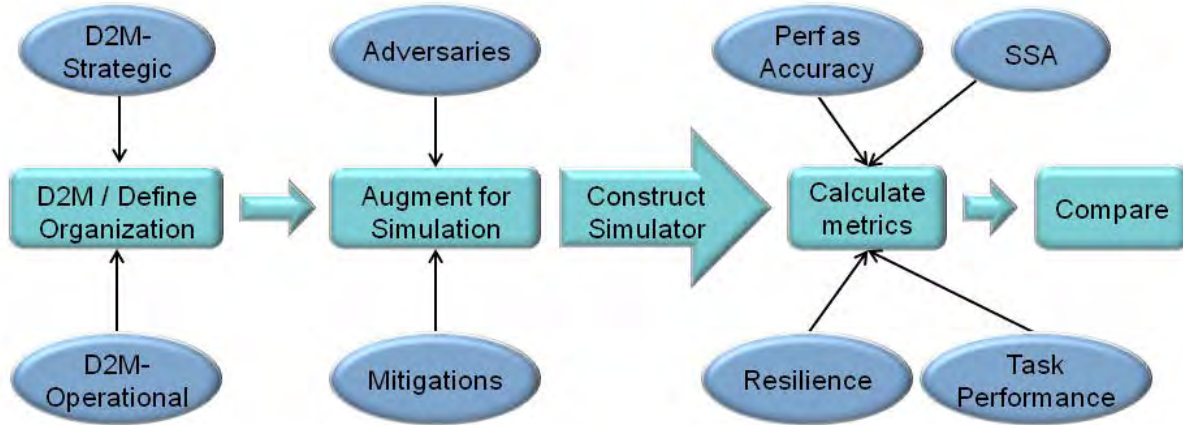 D2M-
Strategic
Adversaries
Perf as
Accuracy
SSA
D2M / Define
Organization
Augment for
Simulation
Construct
Simulator
Calculate
metrics
Compare
D2M-
Operational
Mitigations
Resilience
Task
Performance